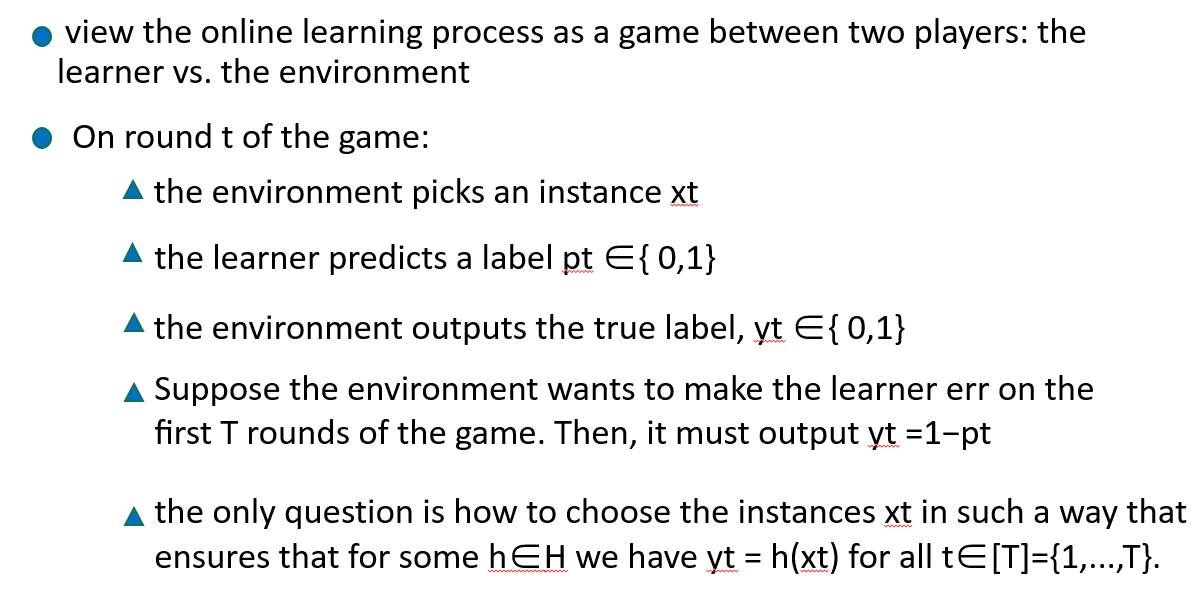 view the online learning process as a game between two players: the
learner vs. the environment
On round t of the game:
the environment picks an instance xt
the learner predicts a label pt ∈{ 0,1}
the environment outputs the true label, yt ∈{ 0,1}
Suppose the environment wants to make the learner err on the
first T rounds of the game. Then, it must output yt =1−pt
the only question is how to choose the instances xt in such a way that
ensures that for some h∈H we have yt = h(xt) for all t∈[T]={1,...,T}.